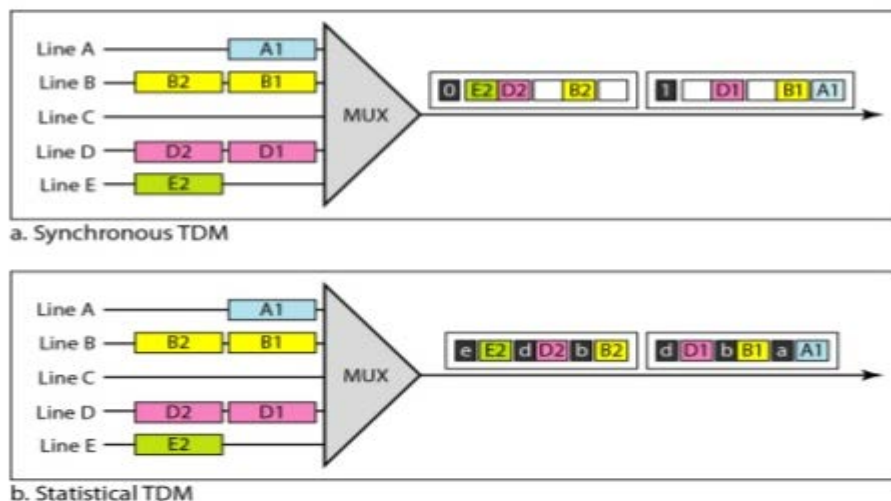 Line A A1
Line B B2 B1
Line C
Line D D2 D1
Line E E2
MUX
0 E2 D2 B2 1 D1 B1 A1
a. Synchronous TDM
Line A A1
Line B B2 B1
Line C
Line D D2 D1
Line E E2
MUX
e E2 d D2 b B2 d D1 b B1 a A1
b. Statistical TDM